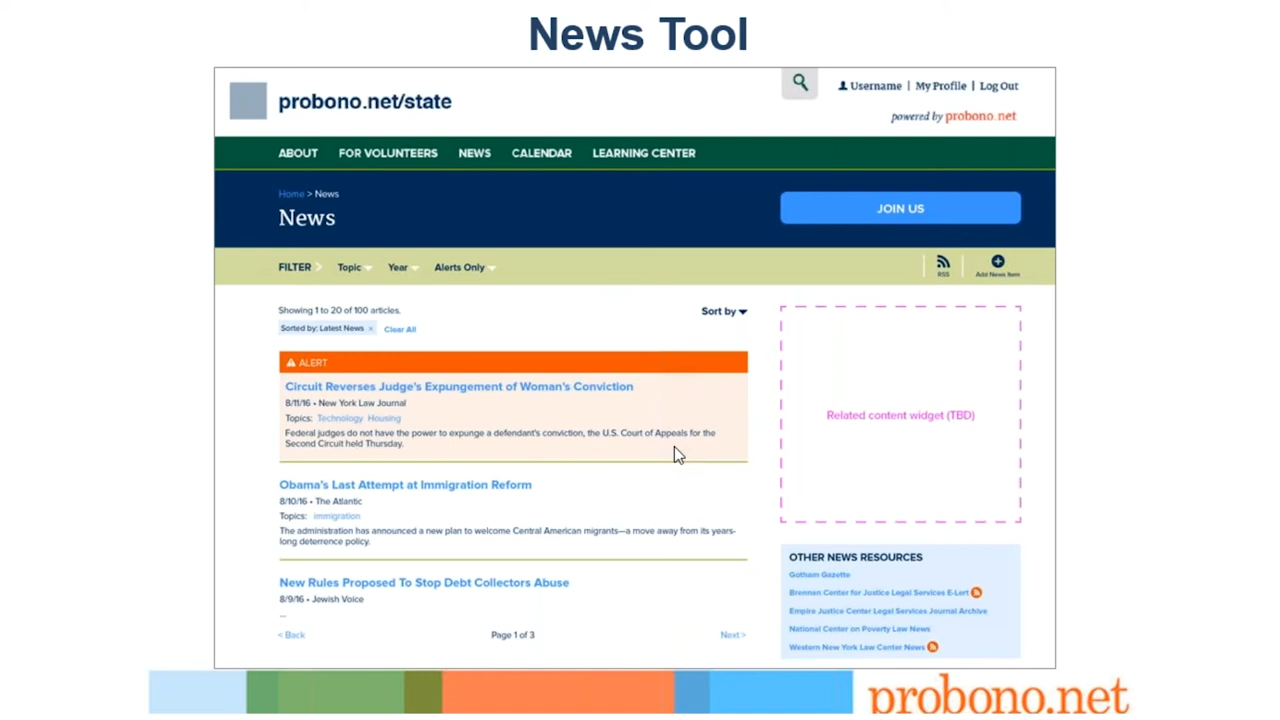 News Tool
probono.net/state
Username | My Profile | Log Out
powered by probono.net
ABOUT FOR VOLUNTEERS NEWS CALENDAR LEARNING CENTER
Home > News
News
JOIN US
FILTER Topic Year Alerts Only
RSS
Add News Item
Showing 1 to 20 of 100 articles.
Sort by
Sorted by: Latest News x Clear All
ALERT
Circuit Reverses Judge's Expungement of Woman's Conviction
8/11/16 • New York Law Journal
Topics: Technology Housing
Federal judges do not have the power to expunge a defendant's conviction, the U.S. Court of Appeals for the
Second Circuit held Thursday.
Obama's Last Attempt at Immigration Reform
8/10/16 • The Atlantic
Topics: immigration
The administration has announced a new plan to welcome Central American migrants—a move away from its years-
long deterrence policy.
New Rules Proposed To Stop Debt Collectors Abuse
8/9/16 • Jewish Voice
...
< Back Page 1 of 3 Next >
Related content widget (TBD)
OTHER NEWS RESOURCES
Gotham Gazette
Brennan Center for Justice Legal Services E-Lert
Empire Justice Center Legal Services Journal Archive
National Center on Poverty Law News
Western New York Law Center News
probono.net